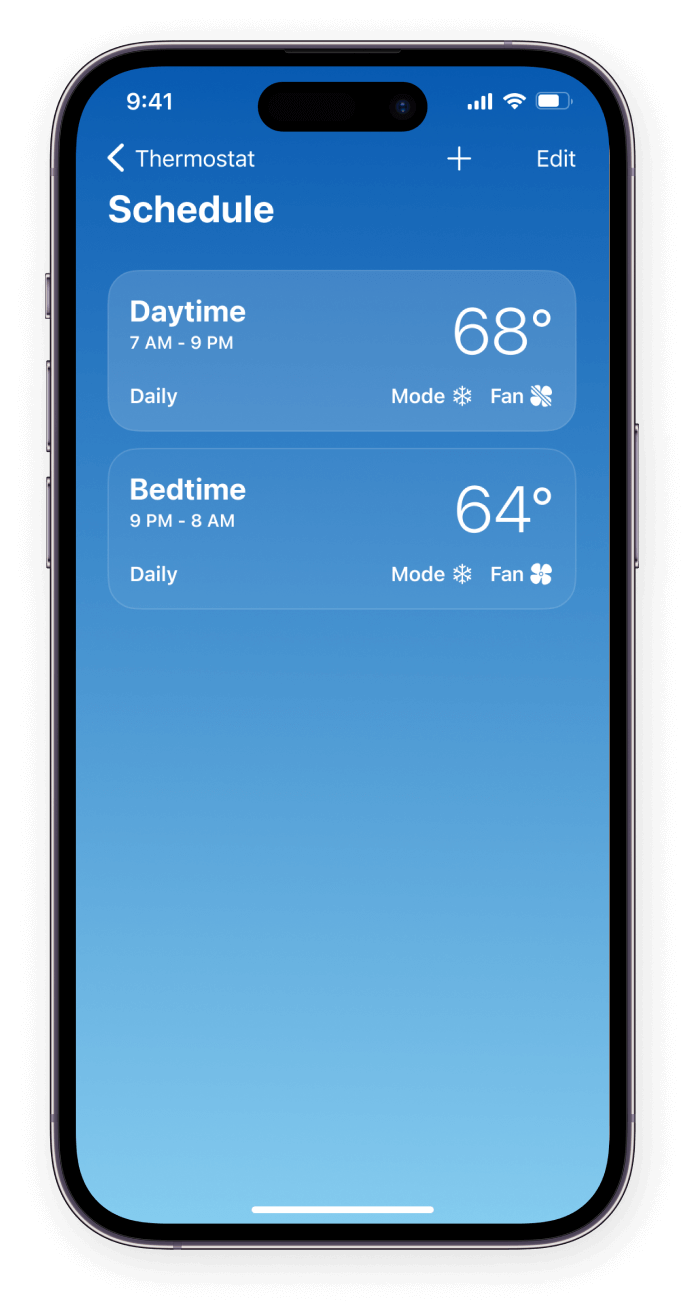 9:41
Thermostat
Edit
Schedule
Daytime
68°
7 AM - 9 PM
Daily
Mode
Fan
Bedtime
64°
9 PM - 8 AM
Daily
Mode
Fan